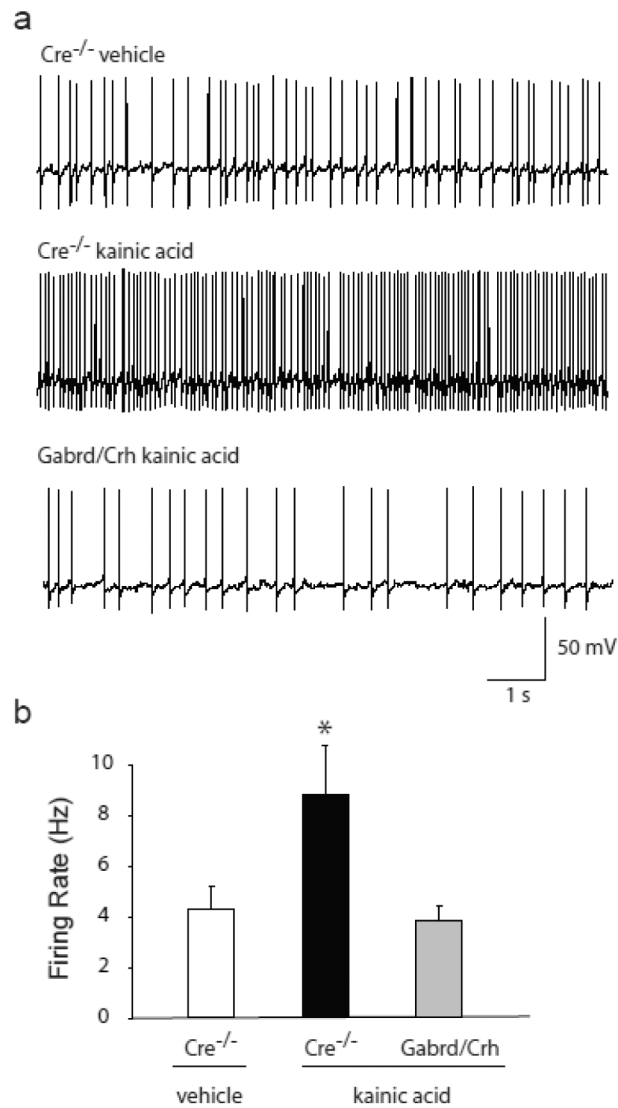 a
Cre-/- vehicle
Cre-/- kainic acid
Gabrd/Crh kainic acid
50 mV
1 s
b
*
10
8
6
4
2
0
Firing Rate (Hz)
Cre-/- Cre-/- Gabrd/Crh
vehicle kainic acid